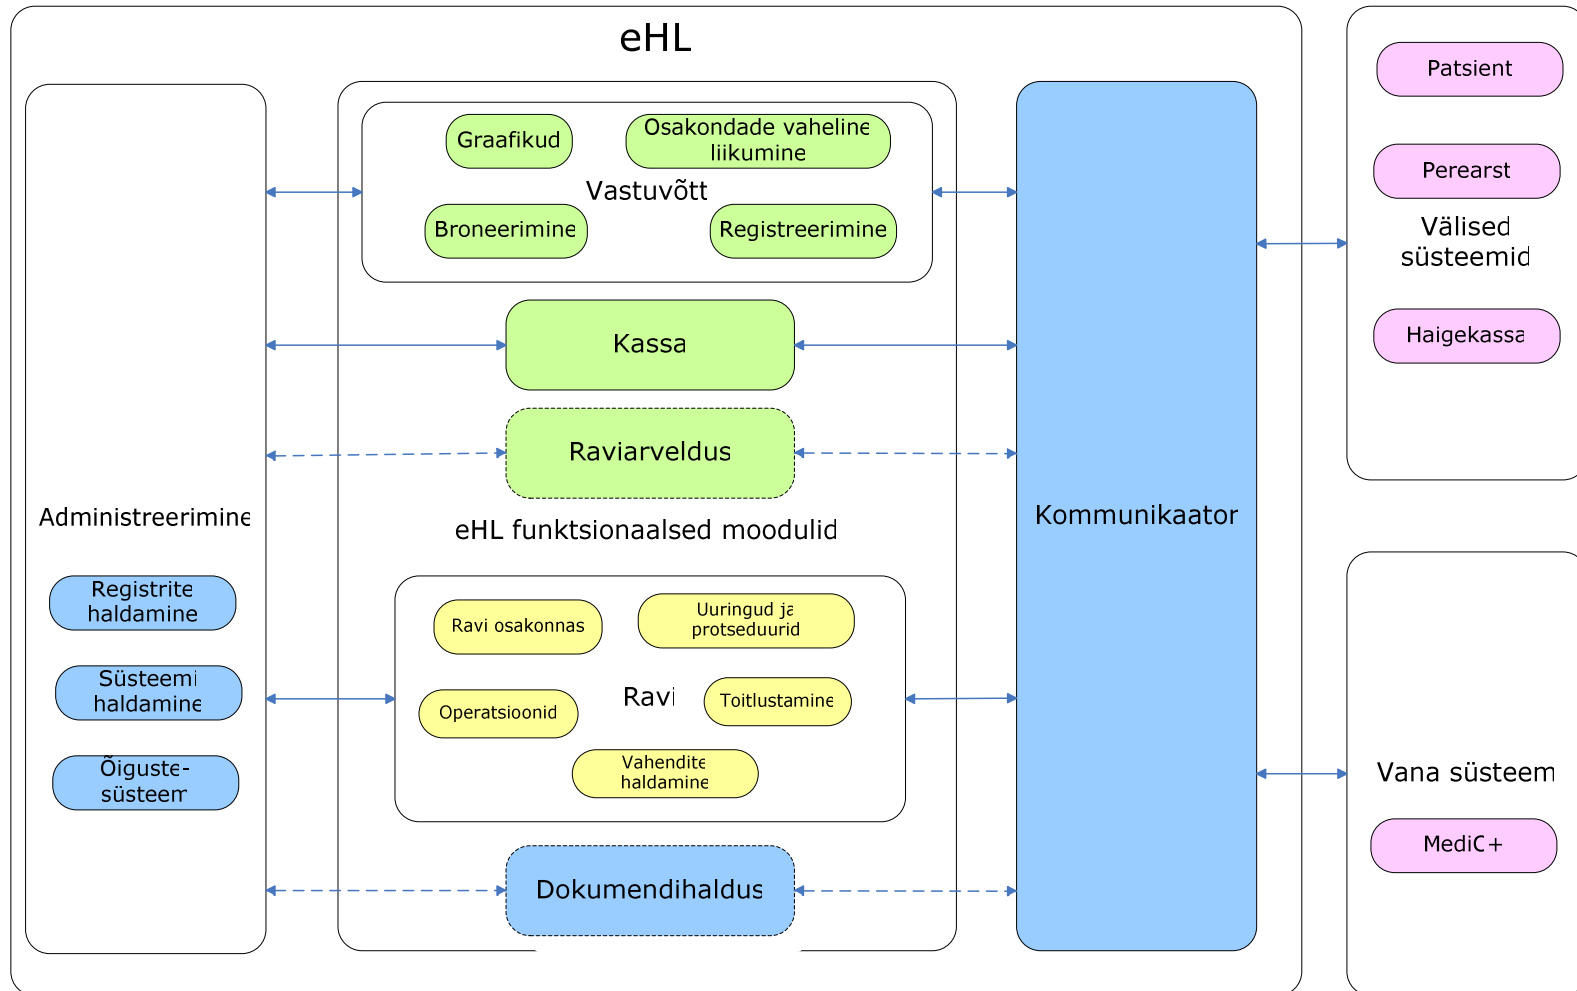 eHL
Graafikud
Osakondade vaheline
liikumine
Vastuvõtt
Broneerimine
Registreerimine
Kassa
Raviarveldus
eHL funktsionaalsed moodulid
Ravi osakonnas
Uuringud ja
protseduurid
Ravi
Operatsioonid
Toitlustamine
Vahendite
haldamine
Dokumendihaldus
Administreerimine
Registrite
haldamine
Süsteemi
haldamine
Õiguste-
süsteem
Kommunikaator
Patsient
Perearst
Välised
süsteemid
Haigekassa
Vana süsteem
MediC+